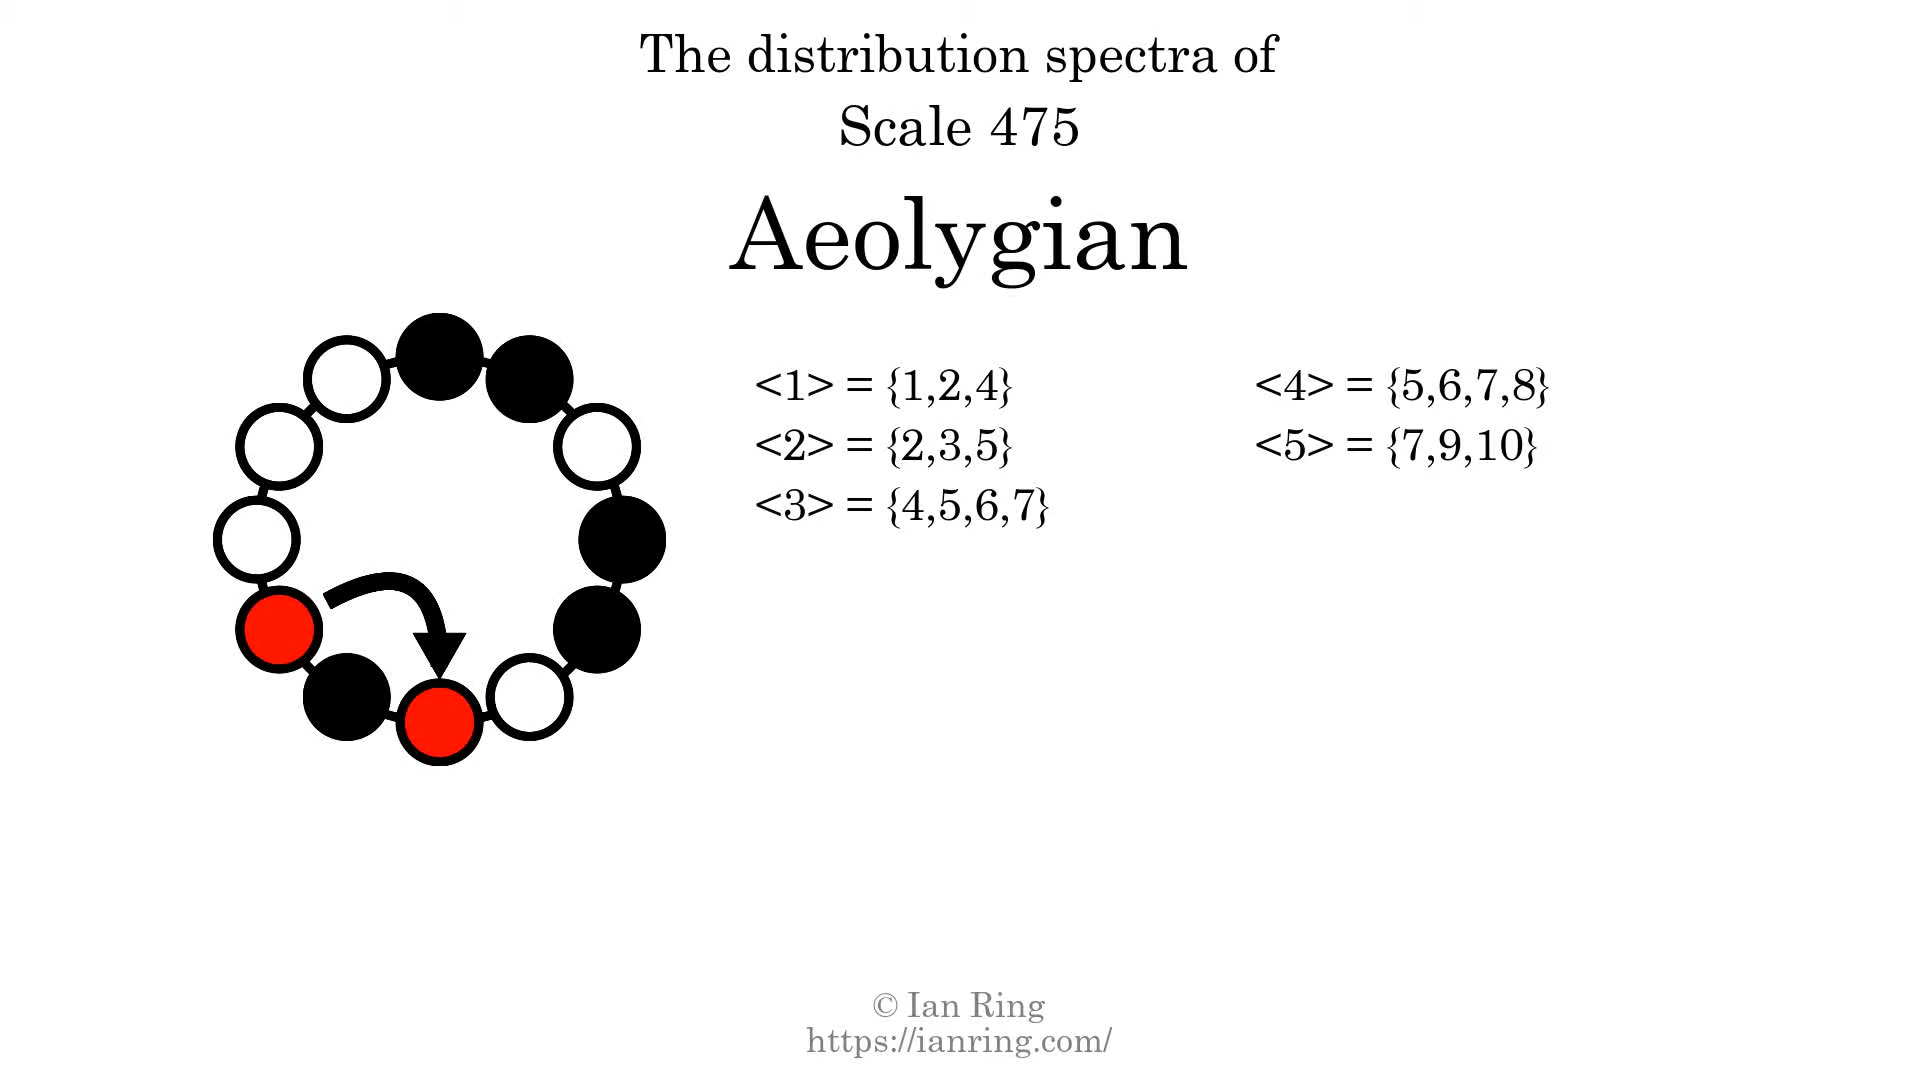 The distribution spectra of
Scale 475
Aeolygian
<1> = {1,2,4}
<2> = {2,3,5}
<3> = {4,5,6,7}
<4> = {5,6,7,8}
<5> = {7,9,10}
© Ian Ring
https://ianring.com/